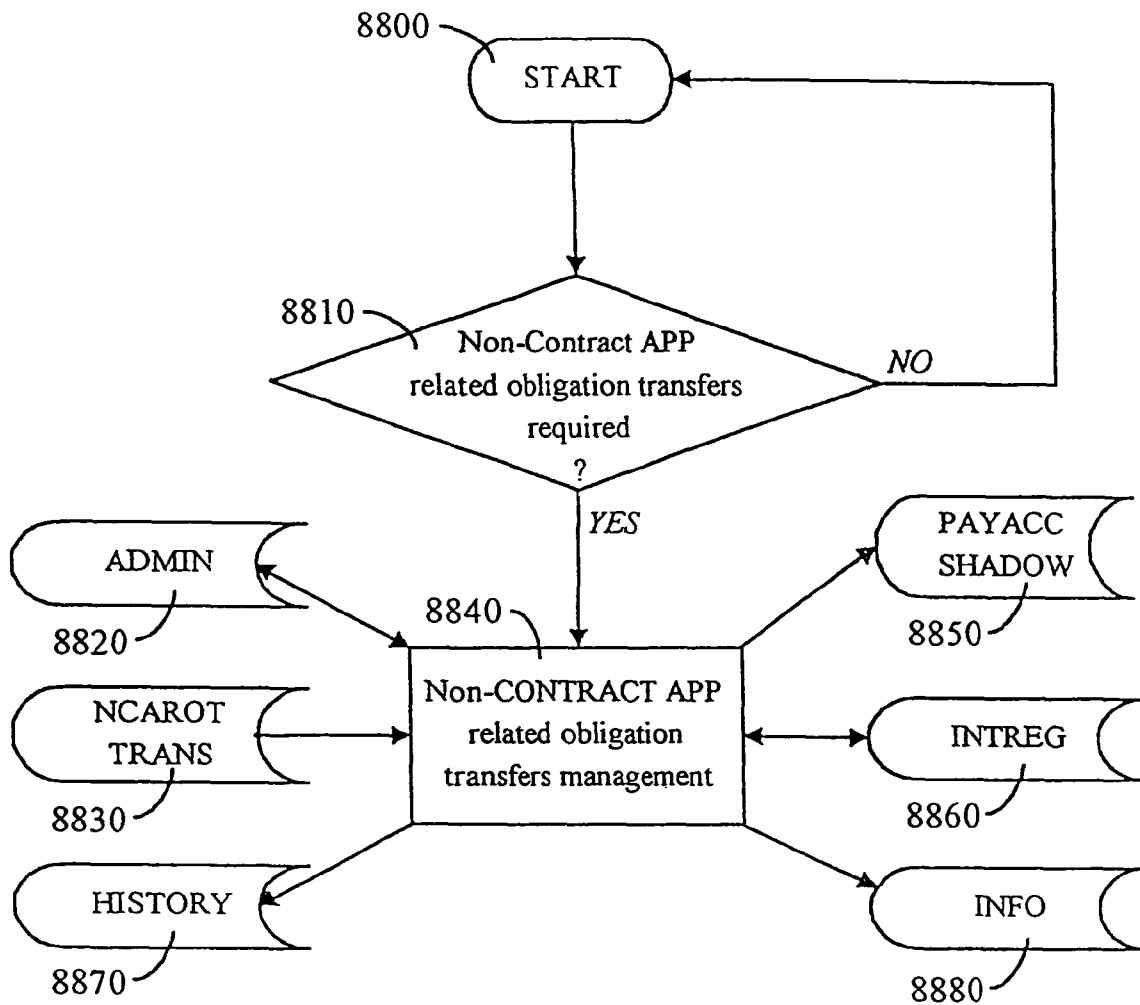 8800
START
8810
Non-Contract APP
related obligation transfers
required
?
NO
YES
ADMIN
8820
PAYACC
SHADOW
8850
8840
Non-CONTRACT APP
related obligation
transfers management
NCAROT
TRANS
8830
INTREG
8860
HISTORY
8870
INFO
8880